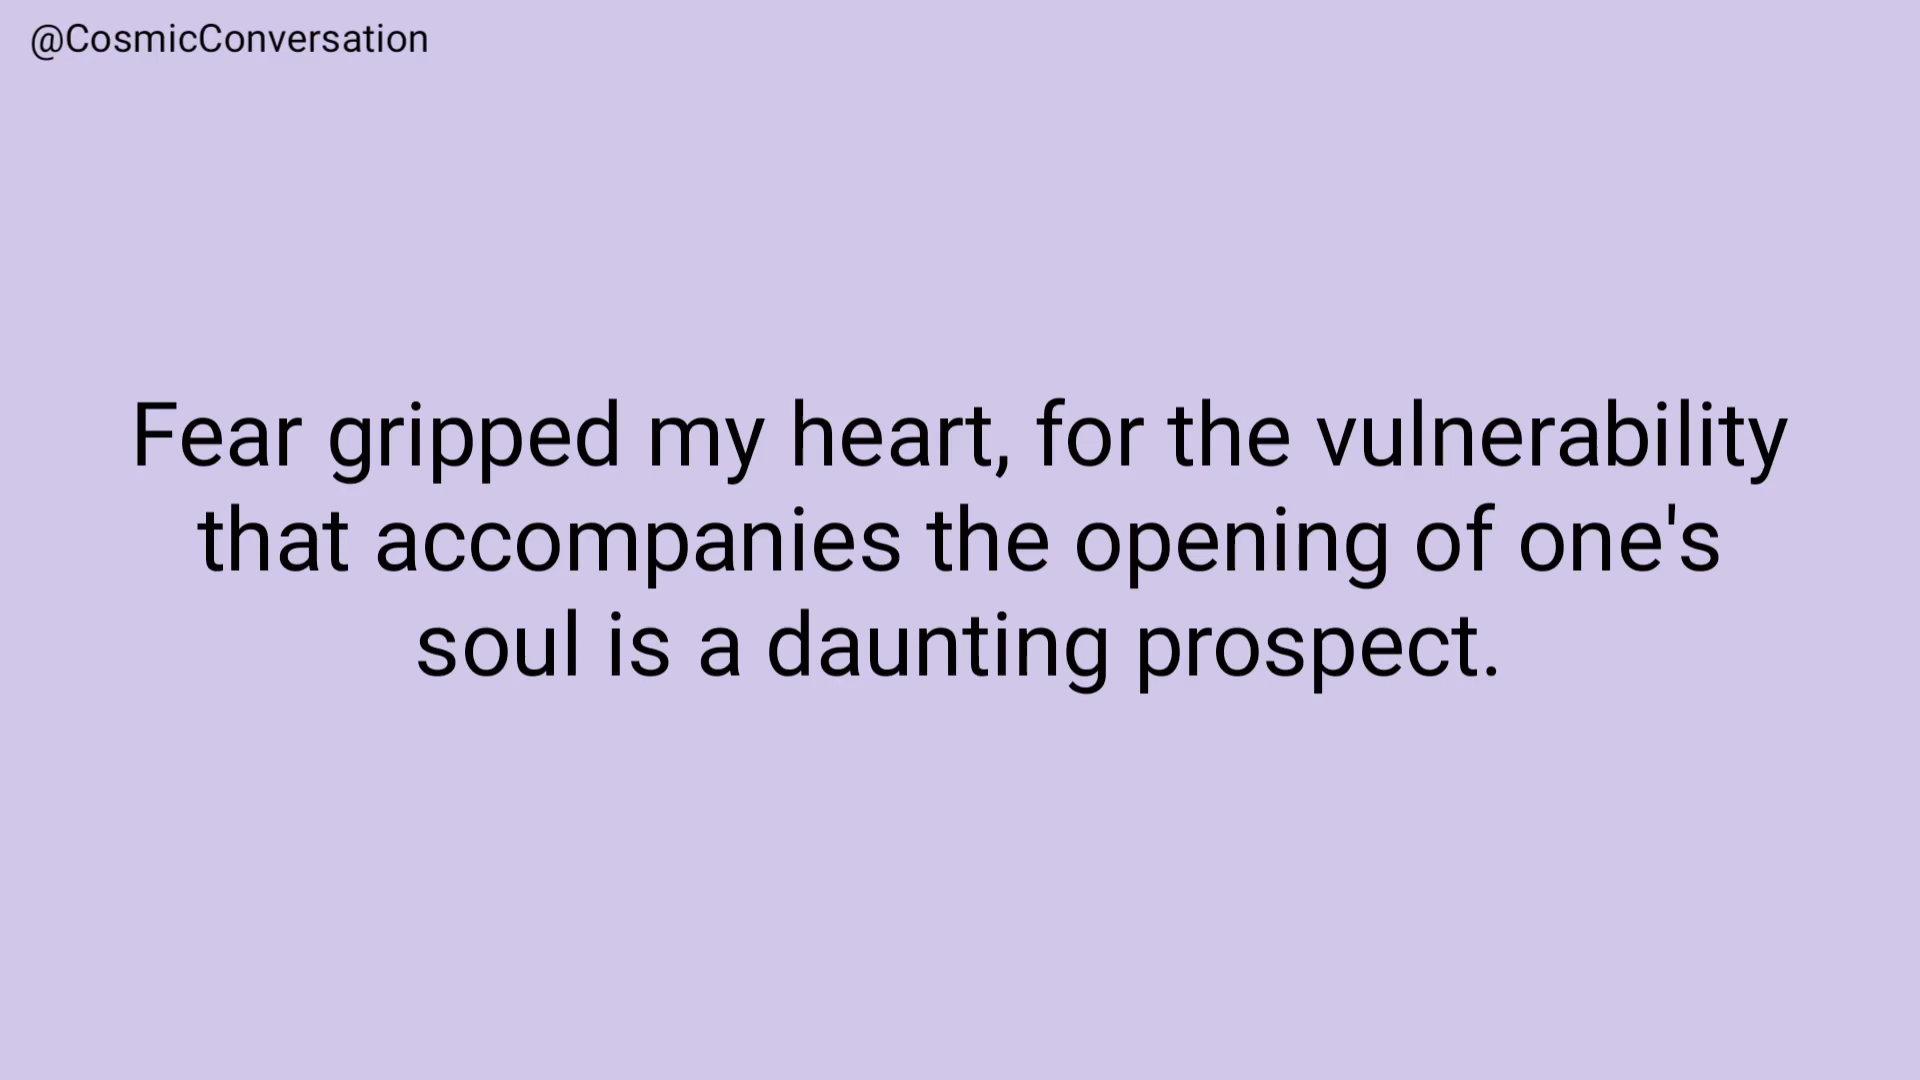 @CosmicConversation
Fear gripped my heart, for the vulnerability
that accompanies the opening of one's
soul is a daunting prospect.